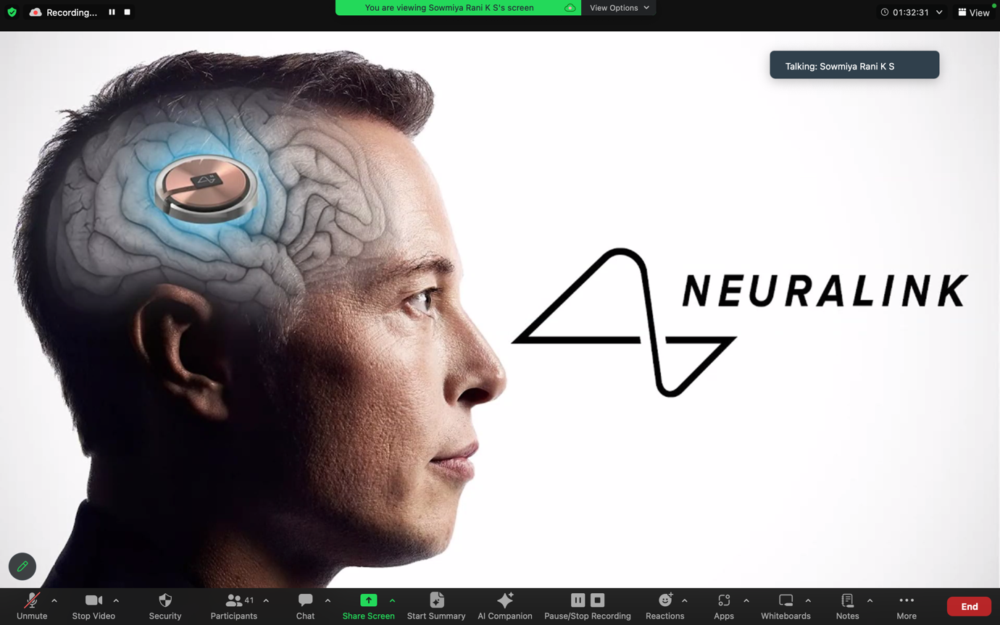 Recording...
You are viewing Sowmiya Rani K S's screen
View Options
01:32:31
View
Talking: Sowmiya Rani K S
NEURALINK
41
Unmute
Stop Video
Security
Participants
Chat
Share Screen
Start Summary
AI Companion
Pause/Stop Recording
Reactions
Apps
Whiteboards
Notes
More
End